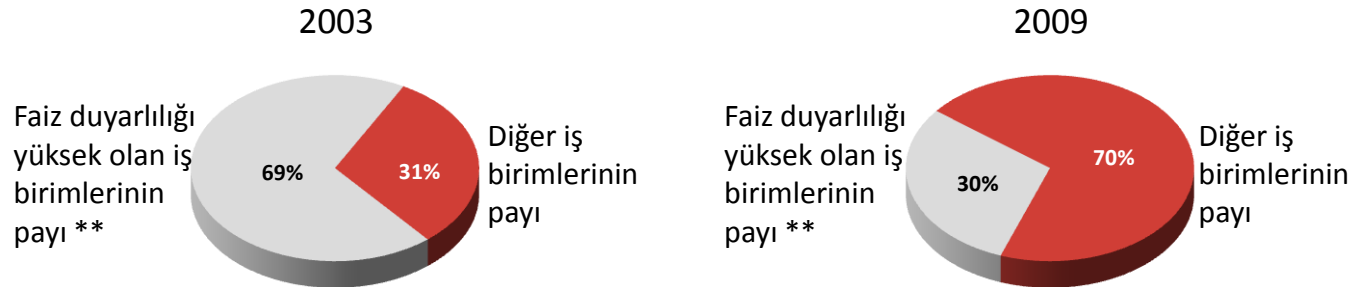 2003
Faiz duyarlılığı
yüksek olan iş
birimlerinin
payı **
69%
31%
Diğer iş
birimlerinin
payı
2009
Faiz duyarlılığı
yüksek olan iş
birimlerinin
payı **
30%
70%
Diğer iş
birimlerinin
payı